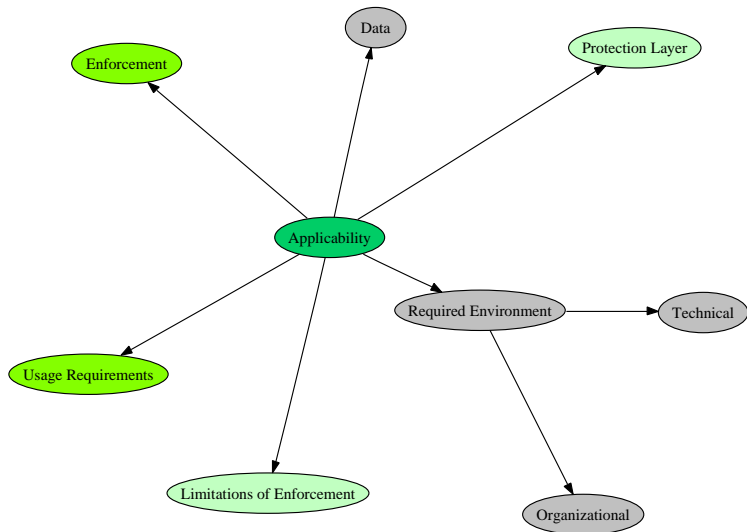 Data
Protection Layer
Enforcement
Applicability
Required Environment
Technical
Usage Requirements
Limitations of Enforcement
Organizational